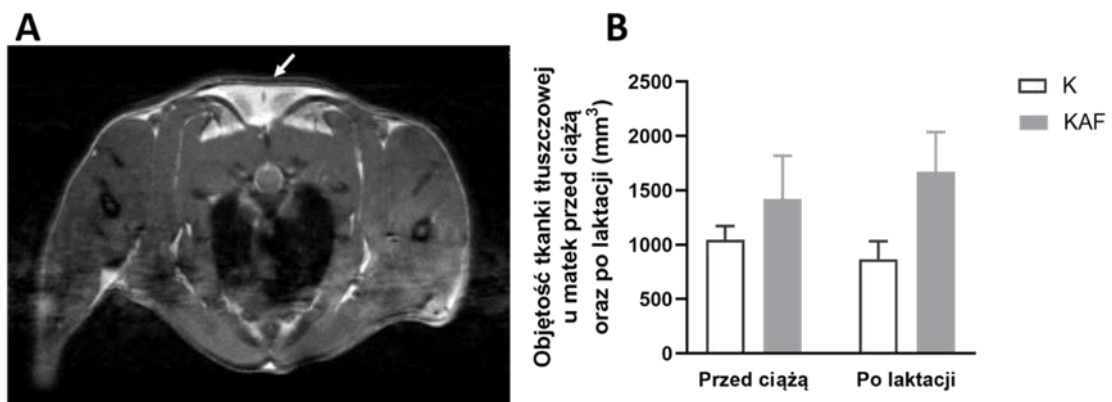 A
B
Objętość tkanki tłuszczowej
u matek przed ciążą
oraz po laktacji (mm³)
2500
2000
1500
1000
500
0
Przed ciążą
Po laktacji
K
KAF